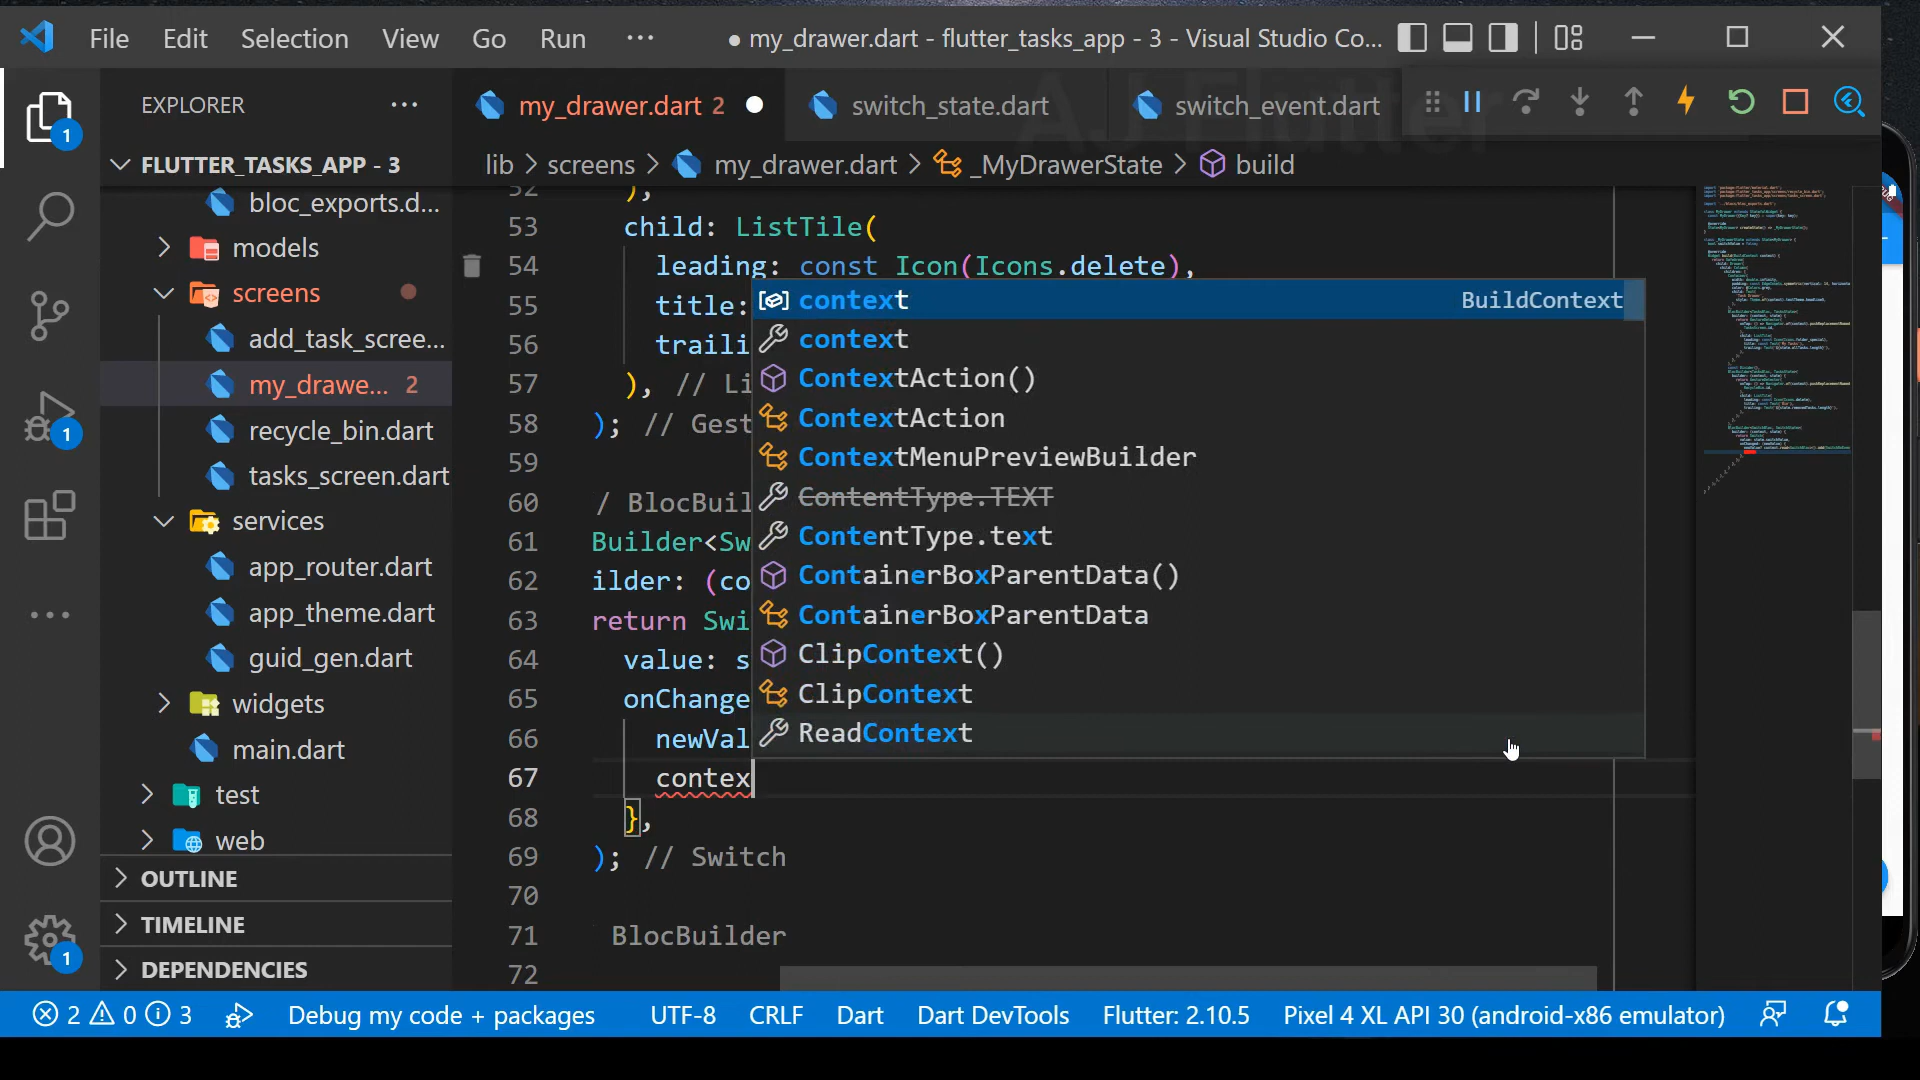 File Edit Selection View Go Run ··· ● my_drawer.dart - flutter_tasks_app - 3 - Visual Studio Co...
EXPLORER ···
my_drawer.dart 2 ●
switch_state.dart
switch_event.dart
AJ Flutter
lib > screens > my_drawer.dart > _MyDrawerState > build
FLUTTER_TASKS_APP - 3
bloc_exports.d...
models
screens
add_task_scree...
my_drawe... 2
recycle_bin.dart
tasks_screen.dart
services
app_router.dart
app_theme.dart
guid_gen.dart
widgets
main.dart
test
web
OUTLINE
TIMELINE
DEPENDENCIES
1
1
1
52 ),
53 child: ListTile(
54 leading: const Icon(Icons.delete),
55 title:
56 traili
57 ), // Li
58 ); // Gest
59
60 / BlocBuil
61 Builder<Sw
62 ilder: (co
63 return Swi
64 value: s
65 onChange
66 newVal
67 contex
68 },
69 ); // Switch
70
71 BlocBuilder
72
context BuildContext
context
ContextAction()
ContextAction
ContextMenuPreviewBuilder
ContentType.TEXT
ContentType.text
ContainerBoxParentData()
ContainerBoxParentData
ClipContext()
ClipContext
ReadContext
2 0 3 Debug my code + packages UTF-8 CRLF Dart Dart DevTools Flutter: 2.10.5 Pixel 4 XL API 30 (android-x86 emulator)